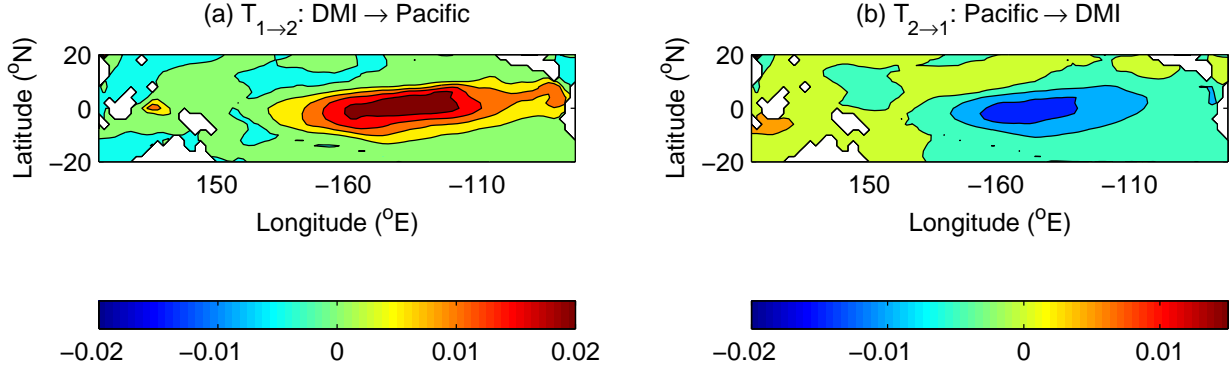 (a) T1→2: DMI → Pacific
20
0
−20
Latitude (oN)
150 −160 −110
Longitude (oE)
−0.02 −0.01 0 0.01 0.02
(b) T2→1: Pacific → DMI
20
0
−20
Latitude (oN)
150 −160 −110
Longitude (oE)
−0.02 −0.01 0 0.01